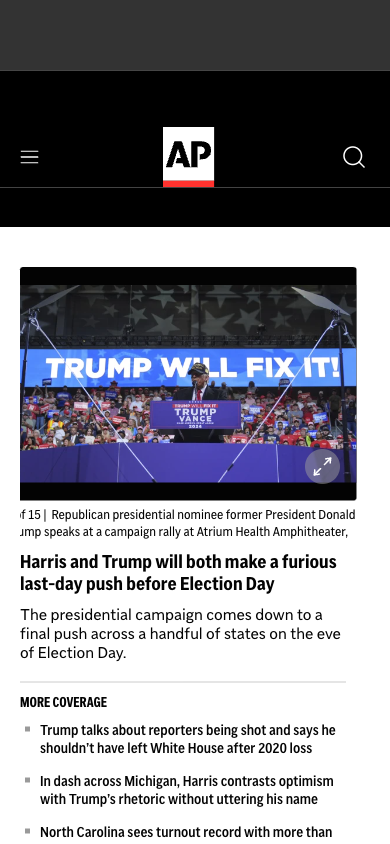 AP
TRUMP WILL FIX IT!
TRUMP WILL FIX IT!
TRUMP
VANCE
2024
of 15 | Republican presidential nominee former President Donald
ump speaks at a campaign rally at Atrium Health Amphitheater,
Harris and Trump will both make a furious
last-day push before Election Day
The presidential campaign comes down to a
final push across a handful of states on the eve
of Election Day.
MORE COVERAGE
Trump talks about reporters being shot and says he
shouldn’t have left White House after 2020 loss
In dash across Michigan, Harris contrasts optimism
with Trump’s rhetoric without uttering his name
North Carolina sees turnout record with more than